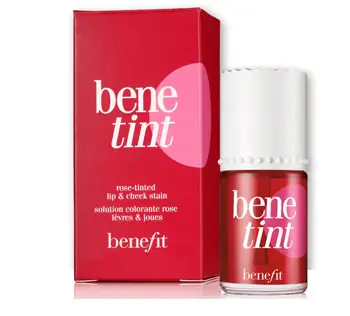 bene
tint
rose-tinted
lip & cheek stain
solution colorante rose
lèvres & joues
benefit
bene
tint
benefit